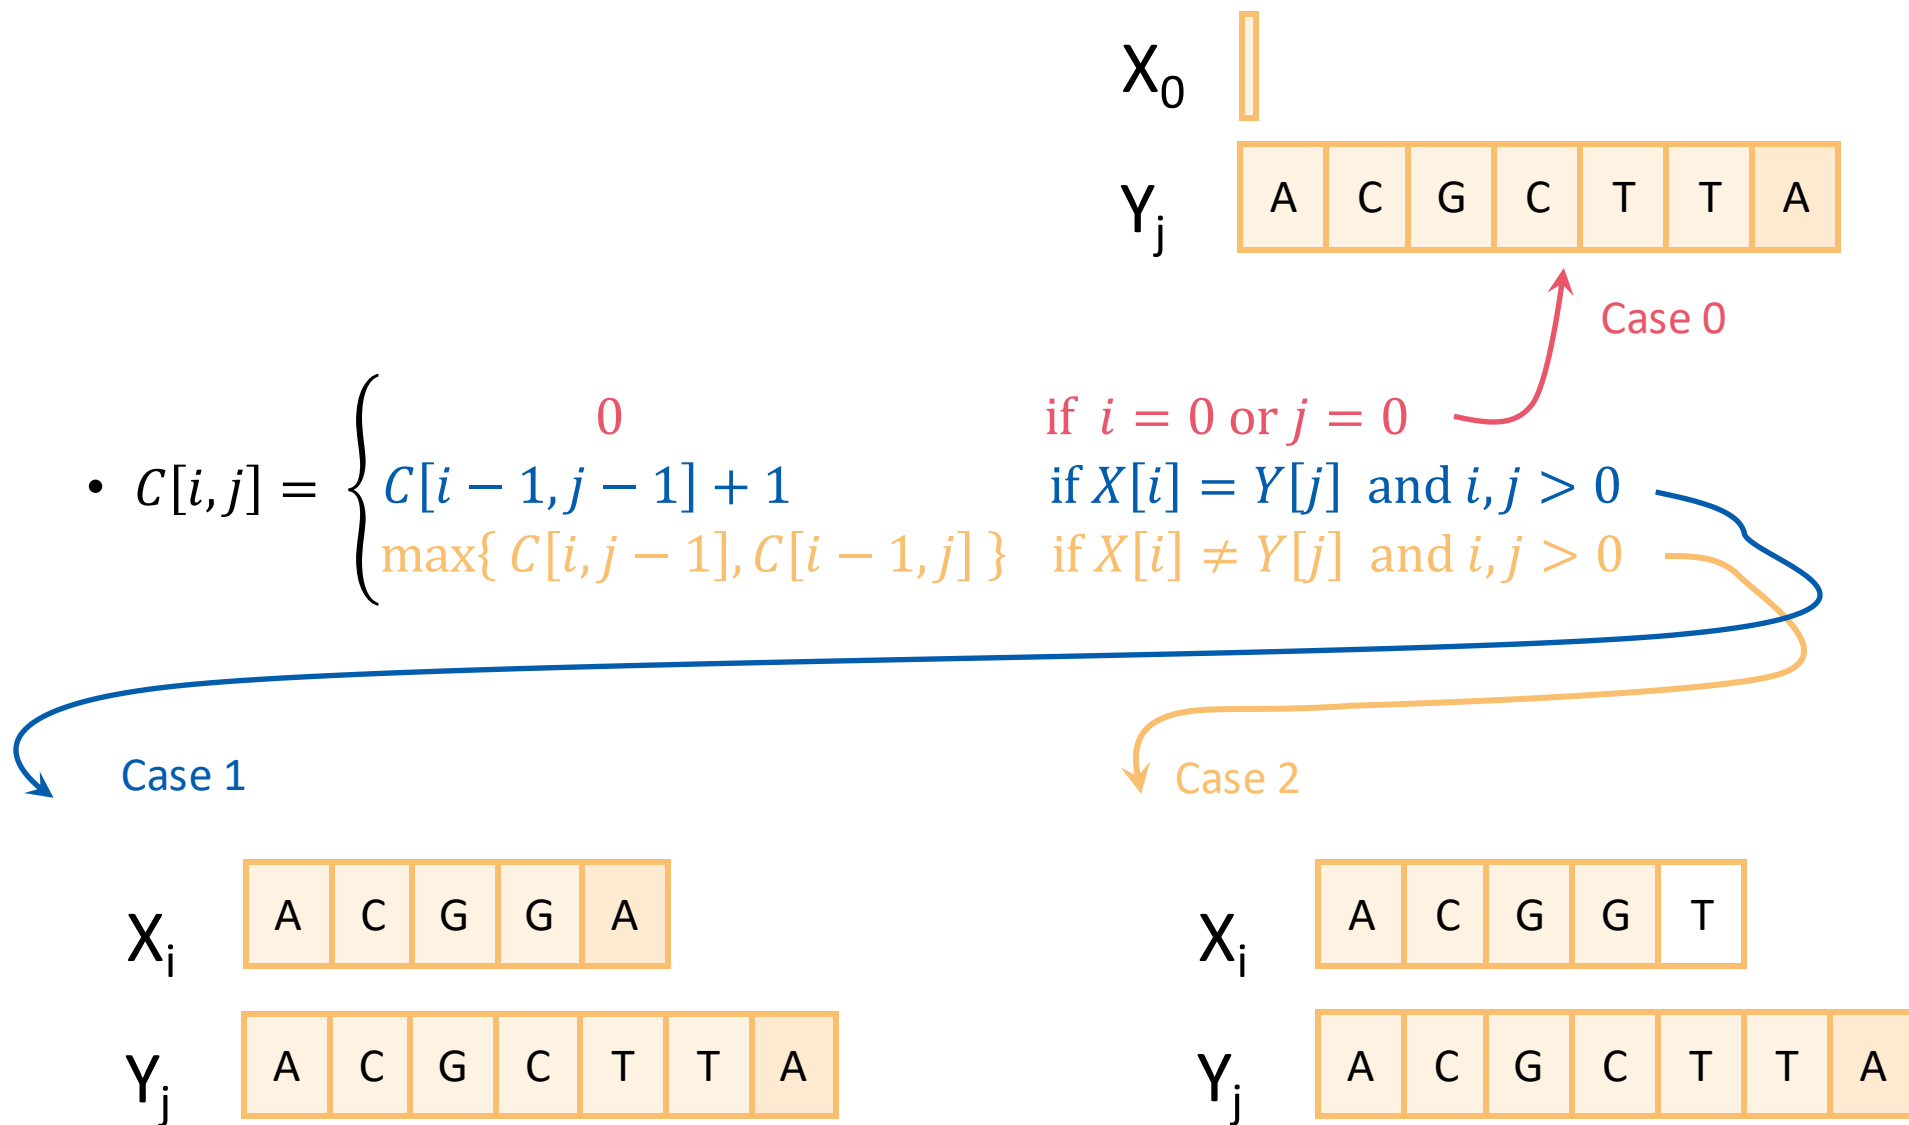 X₀
Yⱼ A C G C T T A
Case 0
• C[i, j] = {
0 if i = 0 or j = 0
C[i − 1, j − 1] + 1 if X[i] = Y[j] and i, j > 0
max{ C[i, j − 1], C[i − 1, j] } if X[i] ≠ Y[j] and i, j > 0
Case 1
Xᵢ A C G G A
Yⱼ A C G C T T A
Case 2
Xᵢ A C G G T
Yⱼ A C G C T T A